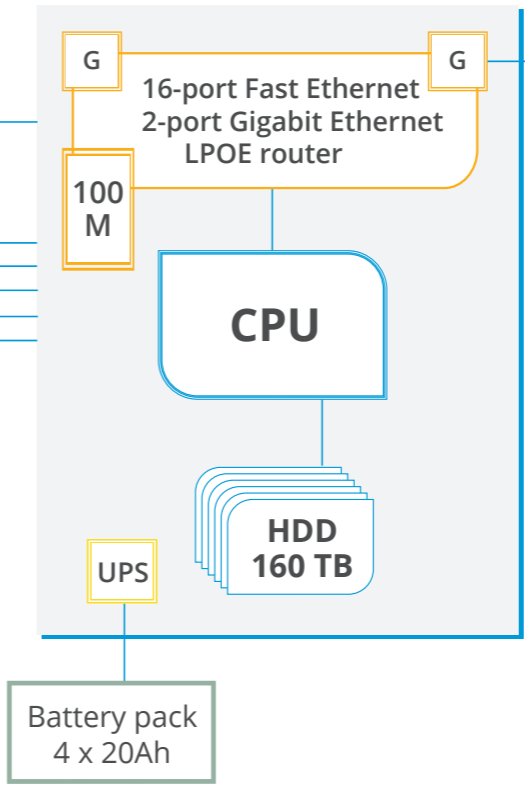 G
G
16-port Fast Ethernet
2-port Gigabit Ethernet
LPOE router
100
M
CPU
HDD
160 TB
UPS
Battery pack
4 x 20Ah